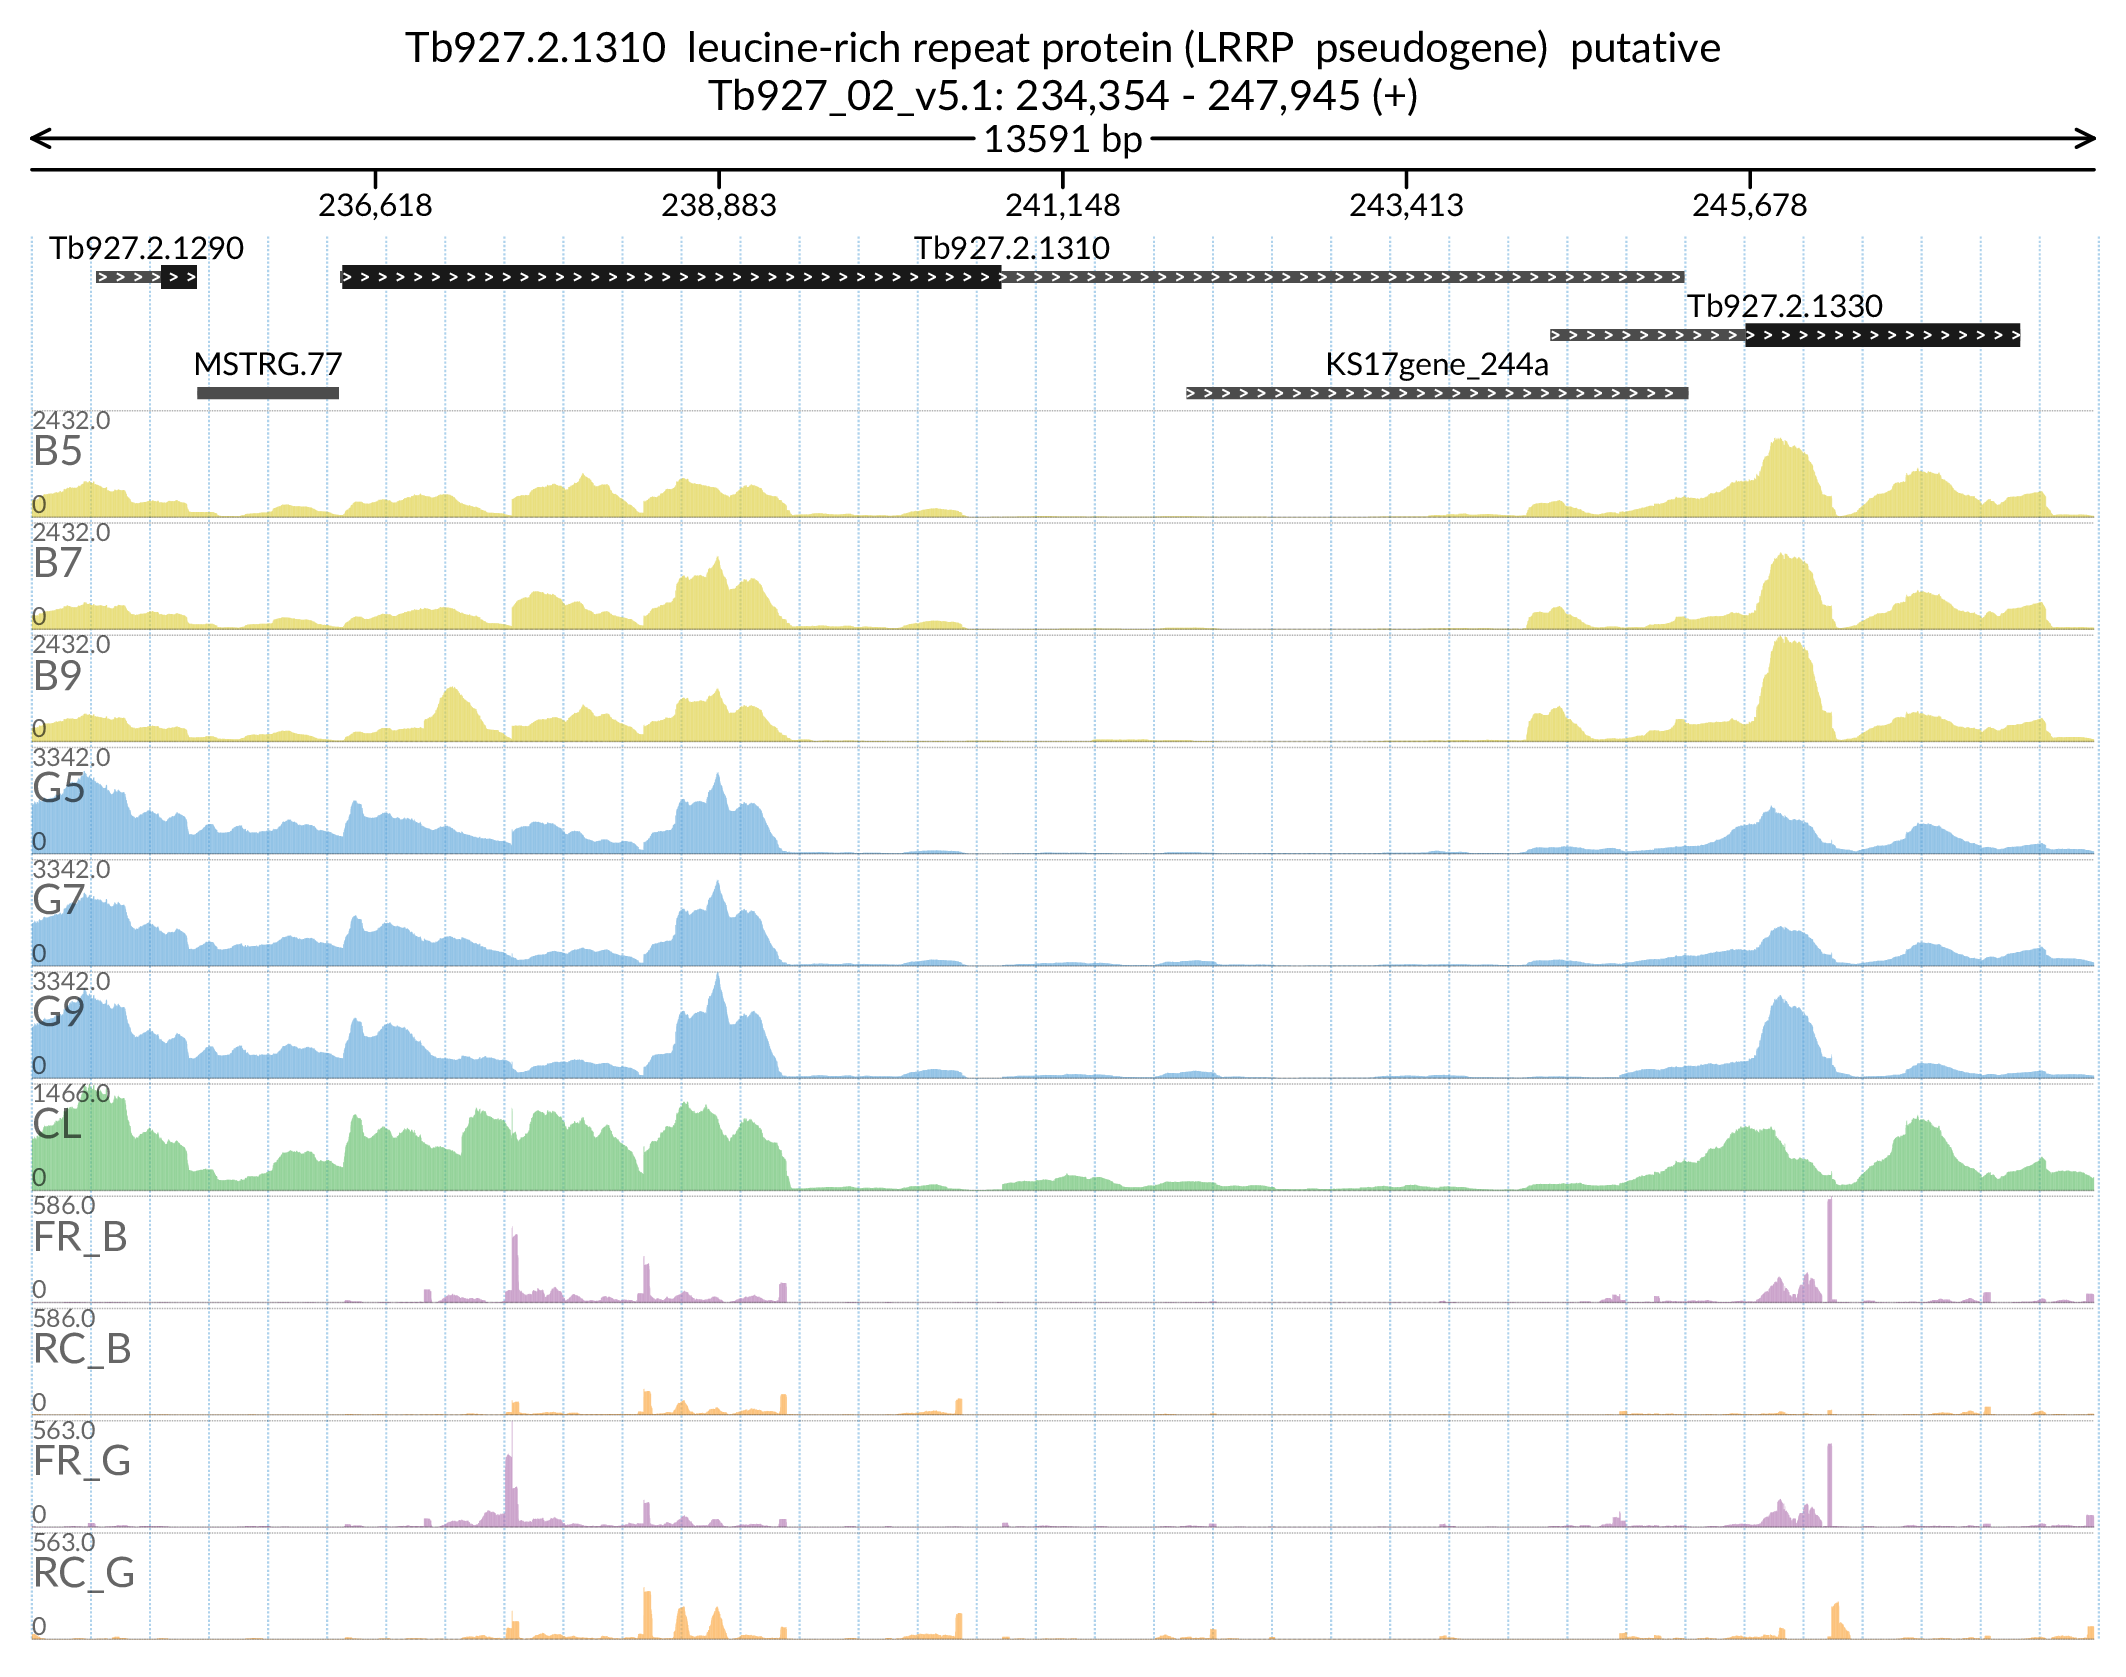 Tb927.2.1310 leucine-rich repeat protein (LRRP pseudogene) putative
Tb927_02_v5.1: 234,354 - 247,945 (+)
13591 bp
236,618 238,883 241,148 243,413 245,678
Tb927.2.1290 Tb927.2.1310
Tb927.2.1330
MSTRG.77 KS17gene_244a
2432.0
B5
0
2432.0
B7
0
2432.0
B9
0
3342.0
G5
0
3342.0
G7
0
3342.0
G9
0
1466.0
CL
0
586.0
FR_B
0
586.0
RC_B
0
563.0
FR_G
0
563.0
RC_G
0